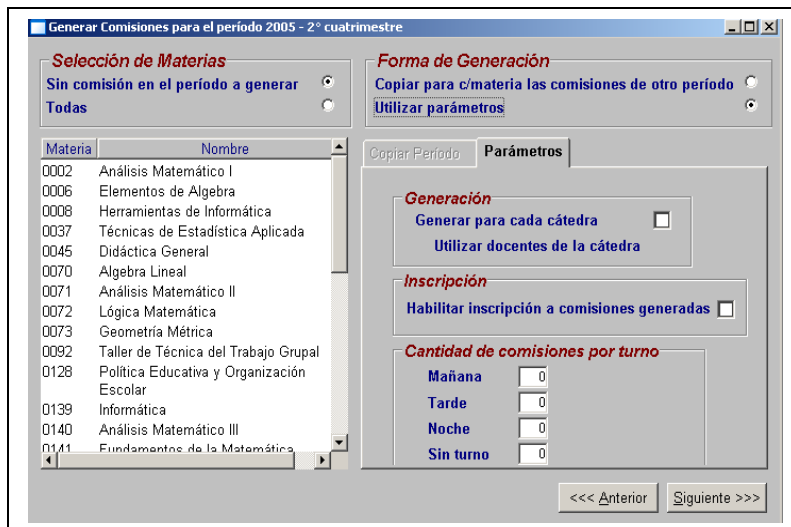 Generar Comisiones para el período 2005 - 2° cuatrimestre
Selección de Materias
Sin comisión en el período a generar
Todas
Forma de Generación
Copiar para c/materia las comisiones de otro período
Utilizar parámetros
Materia Nombre
0002 Análisis Matemático I
0006 Elementos de Algebra
0008 Herramientas de Informática
0037 Técnicas de Estadística Aplicada
0045 Didáctica General
0070 Algebra Lineal
0071 Análisis Matemático II
0072 Lógica Matemática
0073 Geometría Métrica
0092 Taller de Técnica del Trabajo Grupal
0128 Política Educativa y Organización
Escolar
0139 Informática
0140 Análisis Matemático III
0141 Fundamentos de la Matemática
Copiar Período Parámetros
Generación
Generar para cada cátedra
Utilizar docentes de la cátedra
Inscripción
Habilitar inscripción a comisiones generadas
Cantidad de comisiones por turno
Mañana 0
Tarde 0
Noche 0
Sin turno 0
<<< Anterior Siguiente >>>